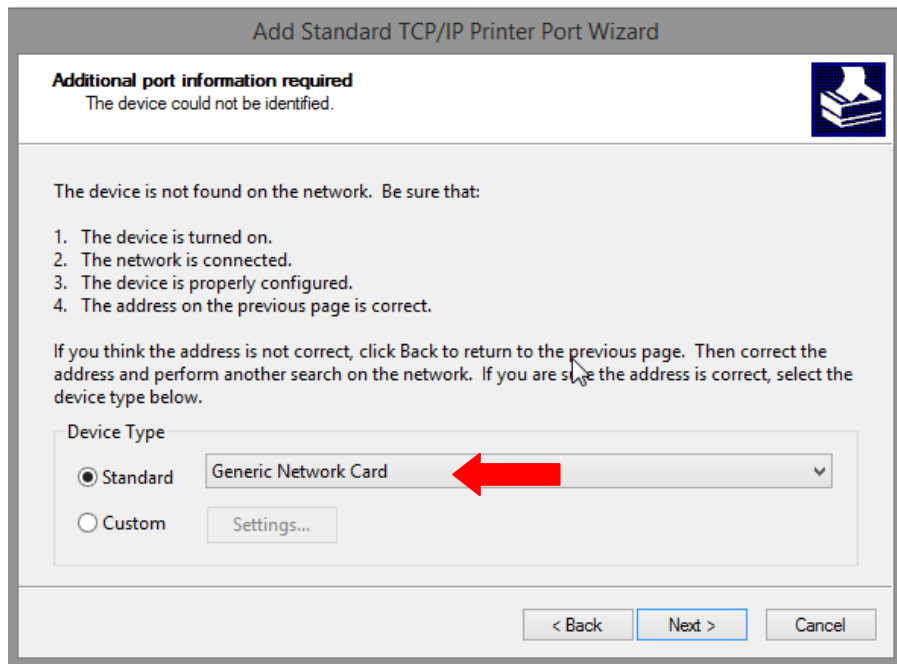 Add Standard TCP/IP Printer Port Wizard
Additional port information required
The device could not be identified.
The device is not found on the network.  Be sure that:
1.  The device is turned on.
2.  The network is connected.
3.  The device is properly configured.
4.  The address on the previous page is correct.
If you think the address is not correct, click Back to return to the previous page.  Then correct the
address and perform another search on the network.  If you are sure the address is correct, select the
device type below.
Device Type
Standard
Generic Network Card
Custom
Settings...
< Back
Next >
Cancel